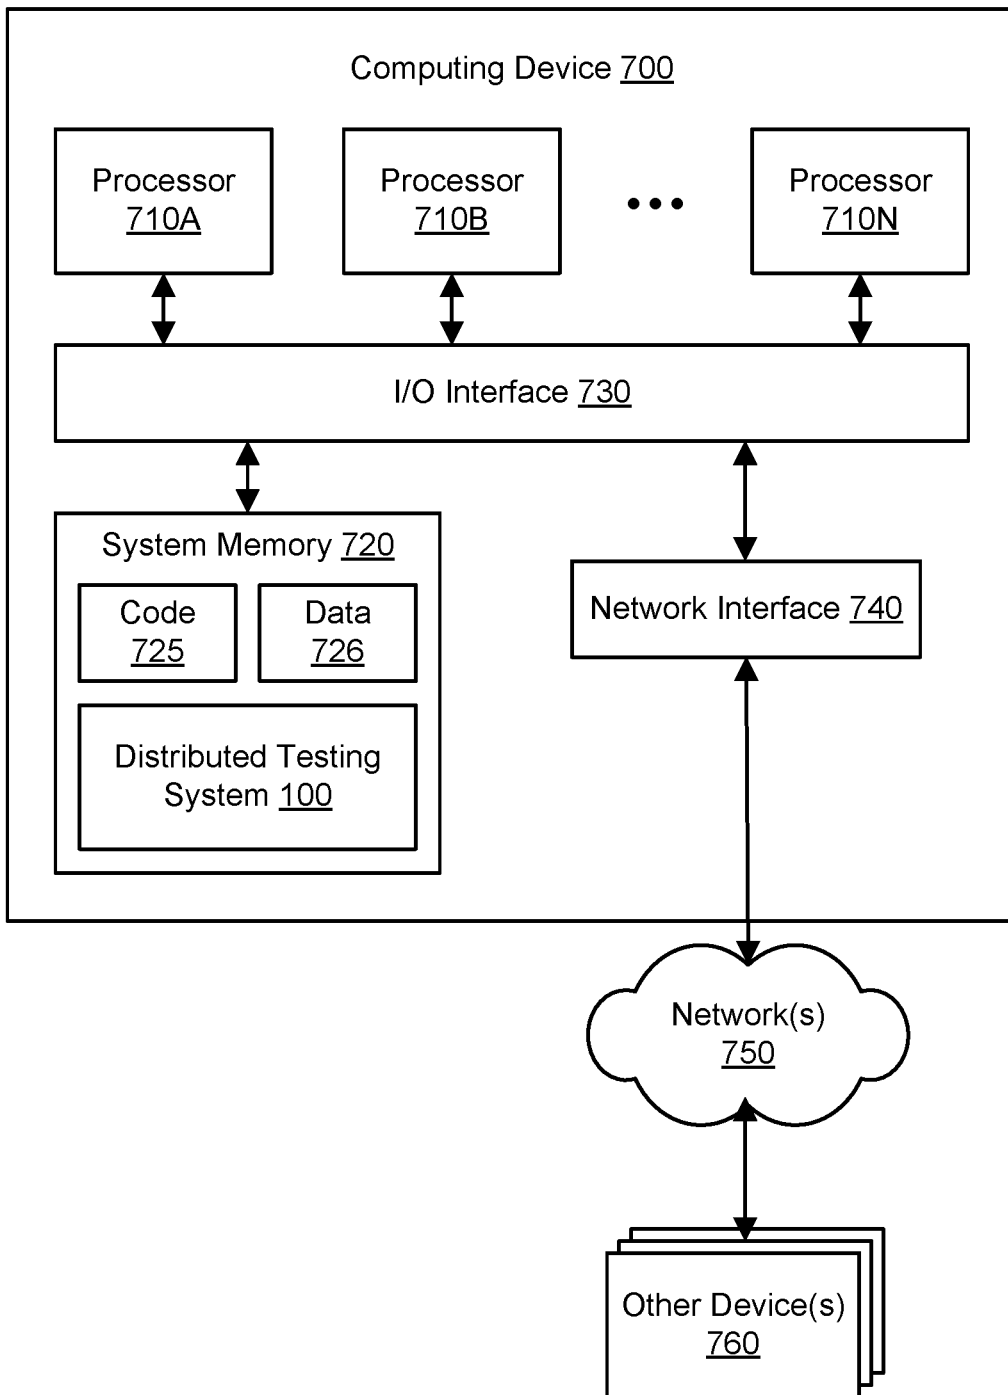 Computing Device 700
Processor
710A
Processor
710B
•••
Processor
710N
I/O Interface 730
System Memory 720
Code
725
Data
726
Distributed Testing
System 100
Network Interface 740
Network(s)
750
Other Device(s)
760